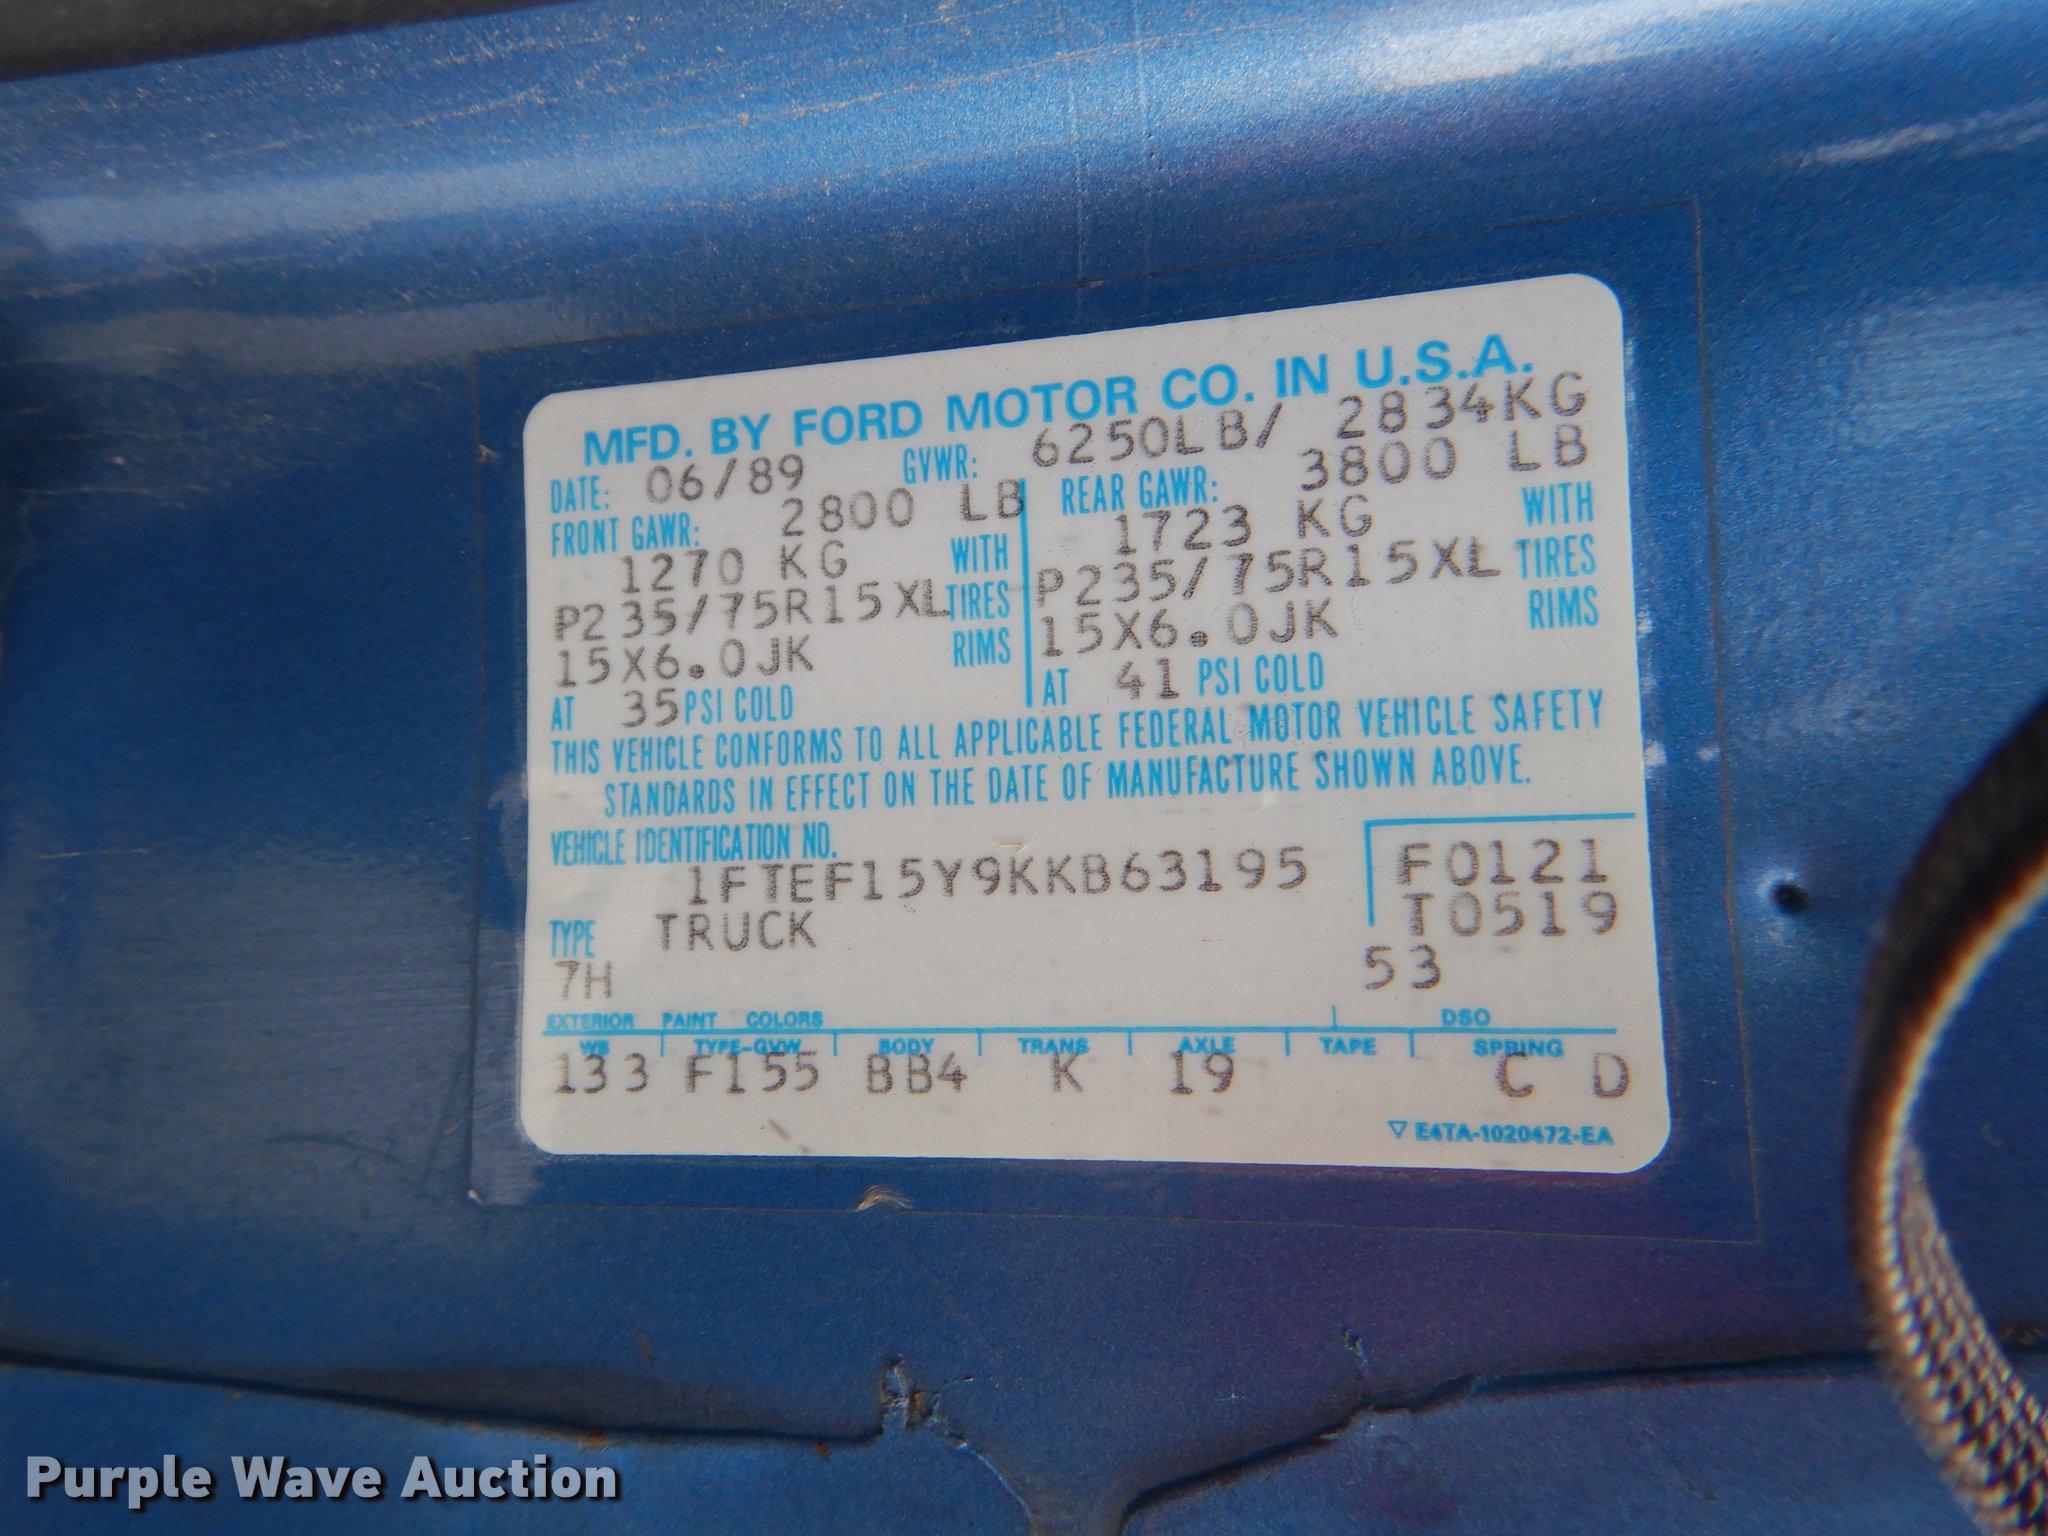 MFD. BY FORD MOTOR CO. IN U.S.A.
DATE: 06/89 GVWR: 6250LB/ 2834KG
FRONT GAWR: 2800 LB REAR GAWR: 3800 LB
1270 KG WITH 1723 KG WITH
P235/75R15XL TIRES P235/75R15XL TIRES
15X6.0JK RIMS 15X6.0JK RIMS
AT 35 PSI COLD AT 41 PSI COLD
THIS VEHICLE CONFORMS TO ALL APPLICABLE FEDERAL MOTOR VEHICLE SAFETY
STANDARDS IN EFFECT ON THE DATE OF MANUFACTURE SHOWN ABOVE.
VEHICLE IDENTIFICATION NO.
1FTEF15Y9KKB63195 F0121
TYPE TRUCK T0519
7H 53
EXTERIOR PAINT COLORS DSO
WB TYPE-GVW BODY TRANS AXLE TAPE SPRING
133 F155 BB4 K 19 C D
▽ E4TA-1020472-EA
Purple Wave Auction